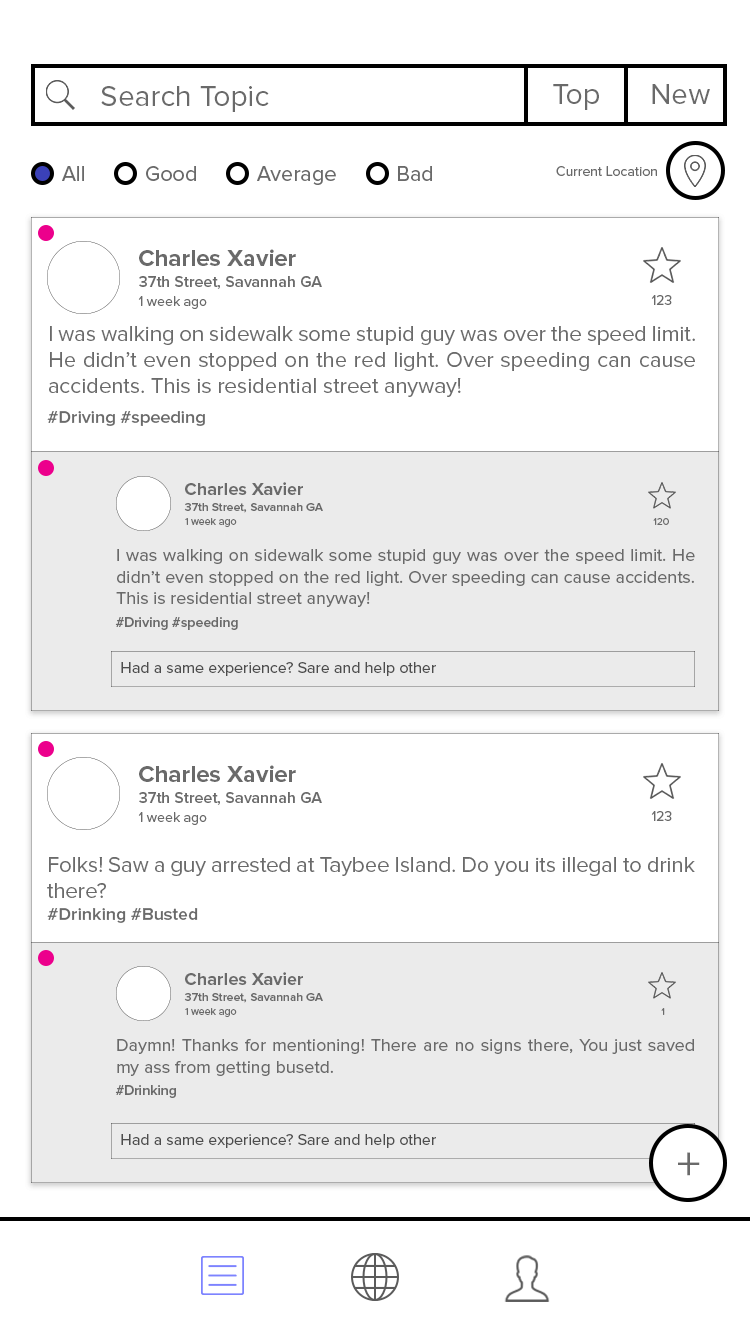 Search Topic
Top
New
All
Good
Average
Bad
Current Location
Charles Xavier
37th Street, Savannah GA
1 week ago
123
I was walking on sidewalk some stupid guy was over the speed limit.
He didn’t even stopped on the red light. Over speeding can cause
accidents. This is residential street anyway!
#Driving #speeding
Charles Xavier
37th Street, Savannah GA
1 week ago
120
I was walking on sidewalk some stupid guy was over the speed limit. He
didn’t even stopped on the red light. Over speeding can cause accidents.
This is residential street anyway!
#Driving #speeding
Had a same experience? Sare and help other
Charles Xavier
37th Street, Savannah GA
1 week ago
123
Folks! Saw a guy arrested at Taybee Island. Do you its illegal to drink
there?
#Drinking #Busted
Charles Xavier
37th Street, Savannah GA
1 week ago
1
Daymn! Thanks for mentioning! There are no signs there, You just saved
my ass from getting busetd.
#Drinking
Had a same experience? Sare and help other